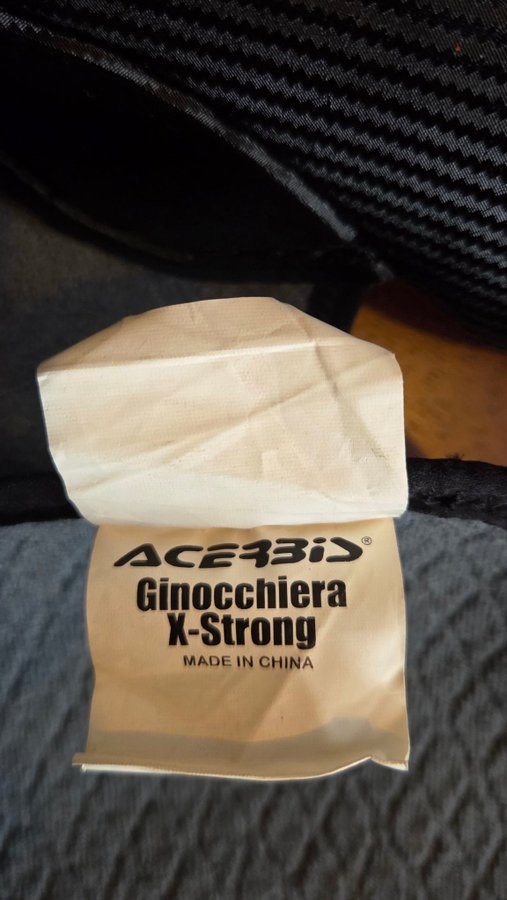 ACERBIS®
Ginocchiera
X-Strong
MADE IN CHINA